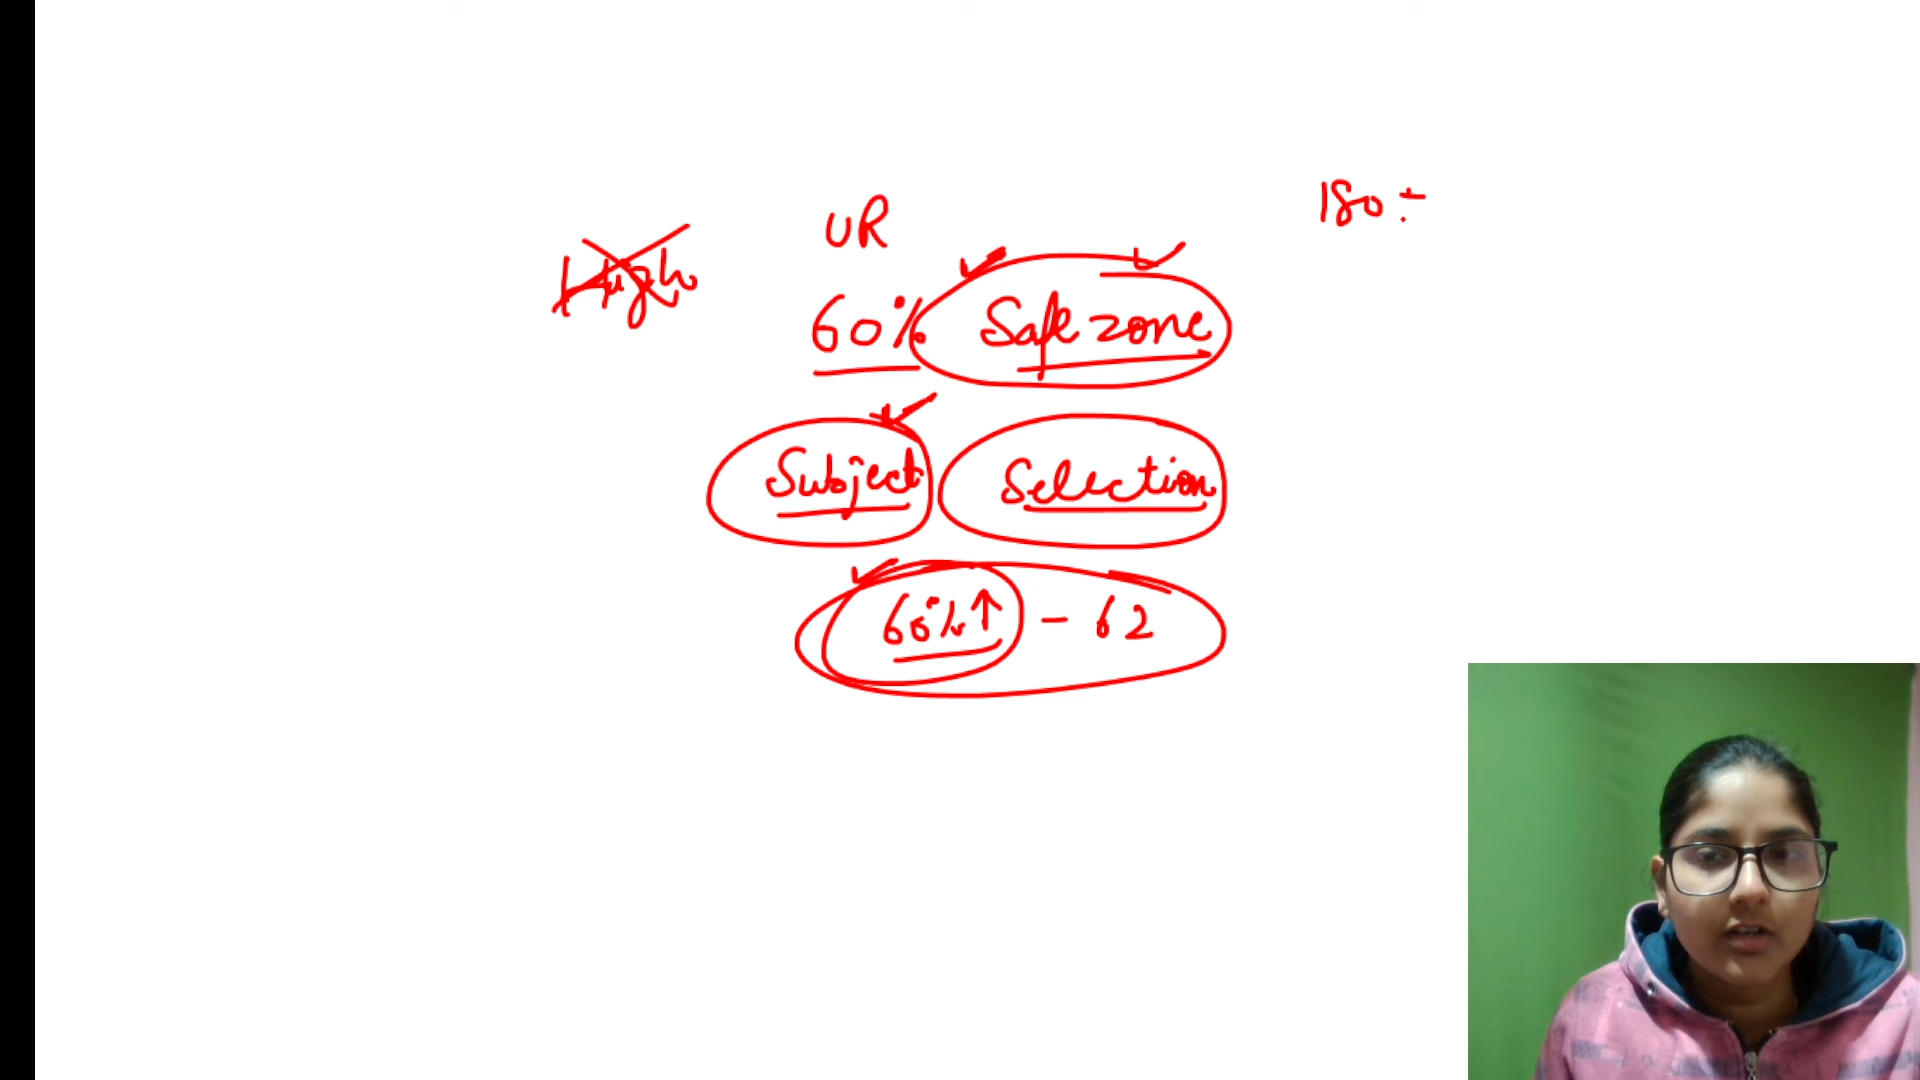 180 :-
UR
High
60% Safe zone
Subject Selection
60% ↑ - 62